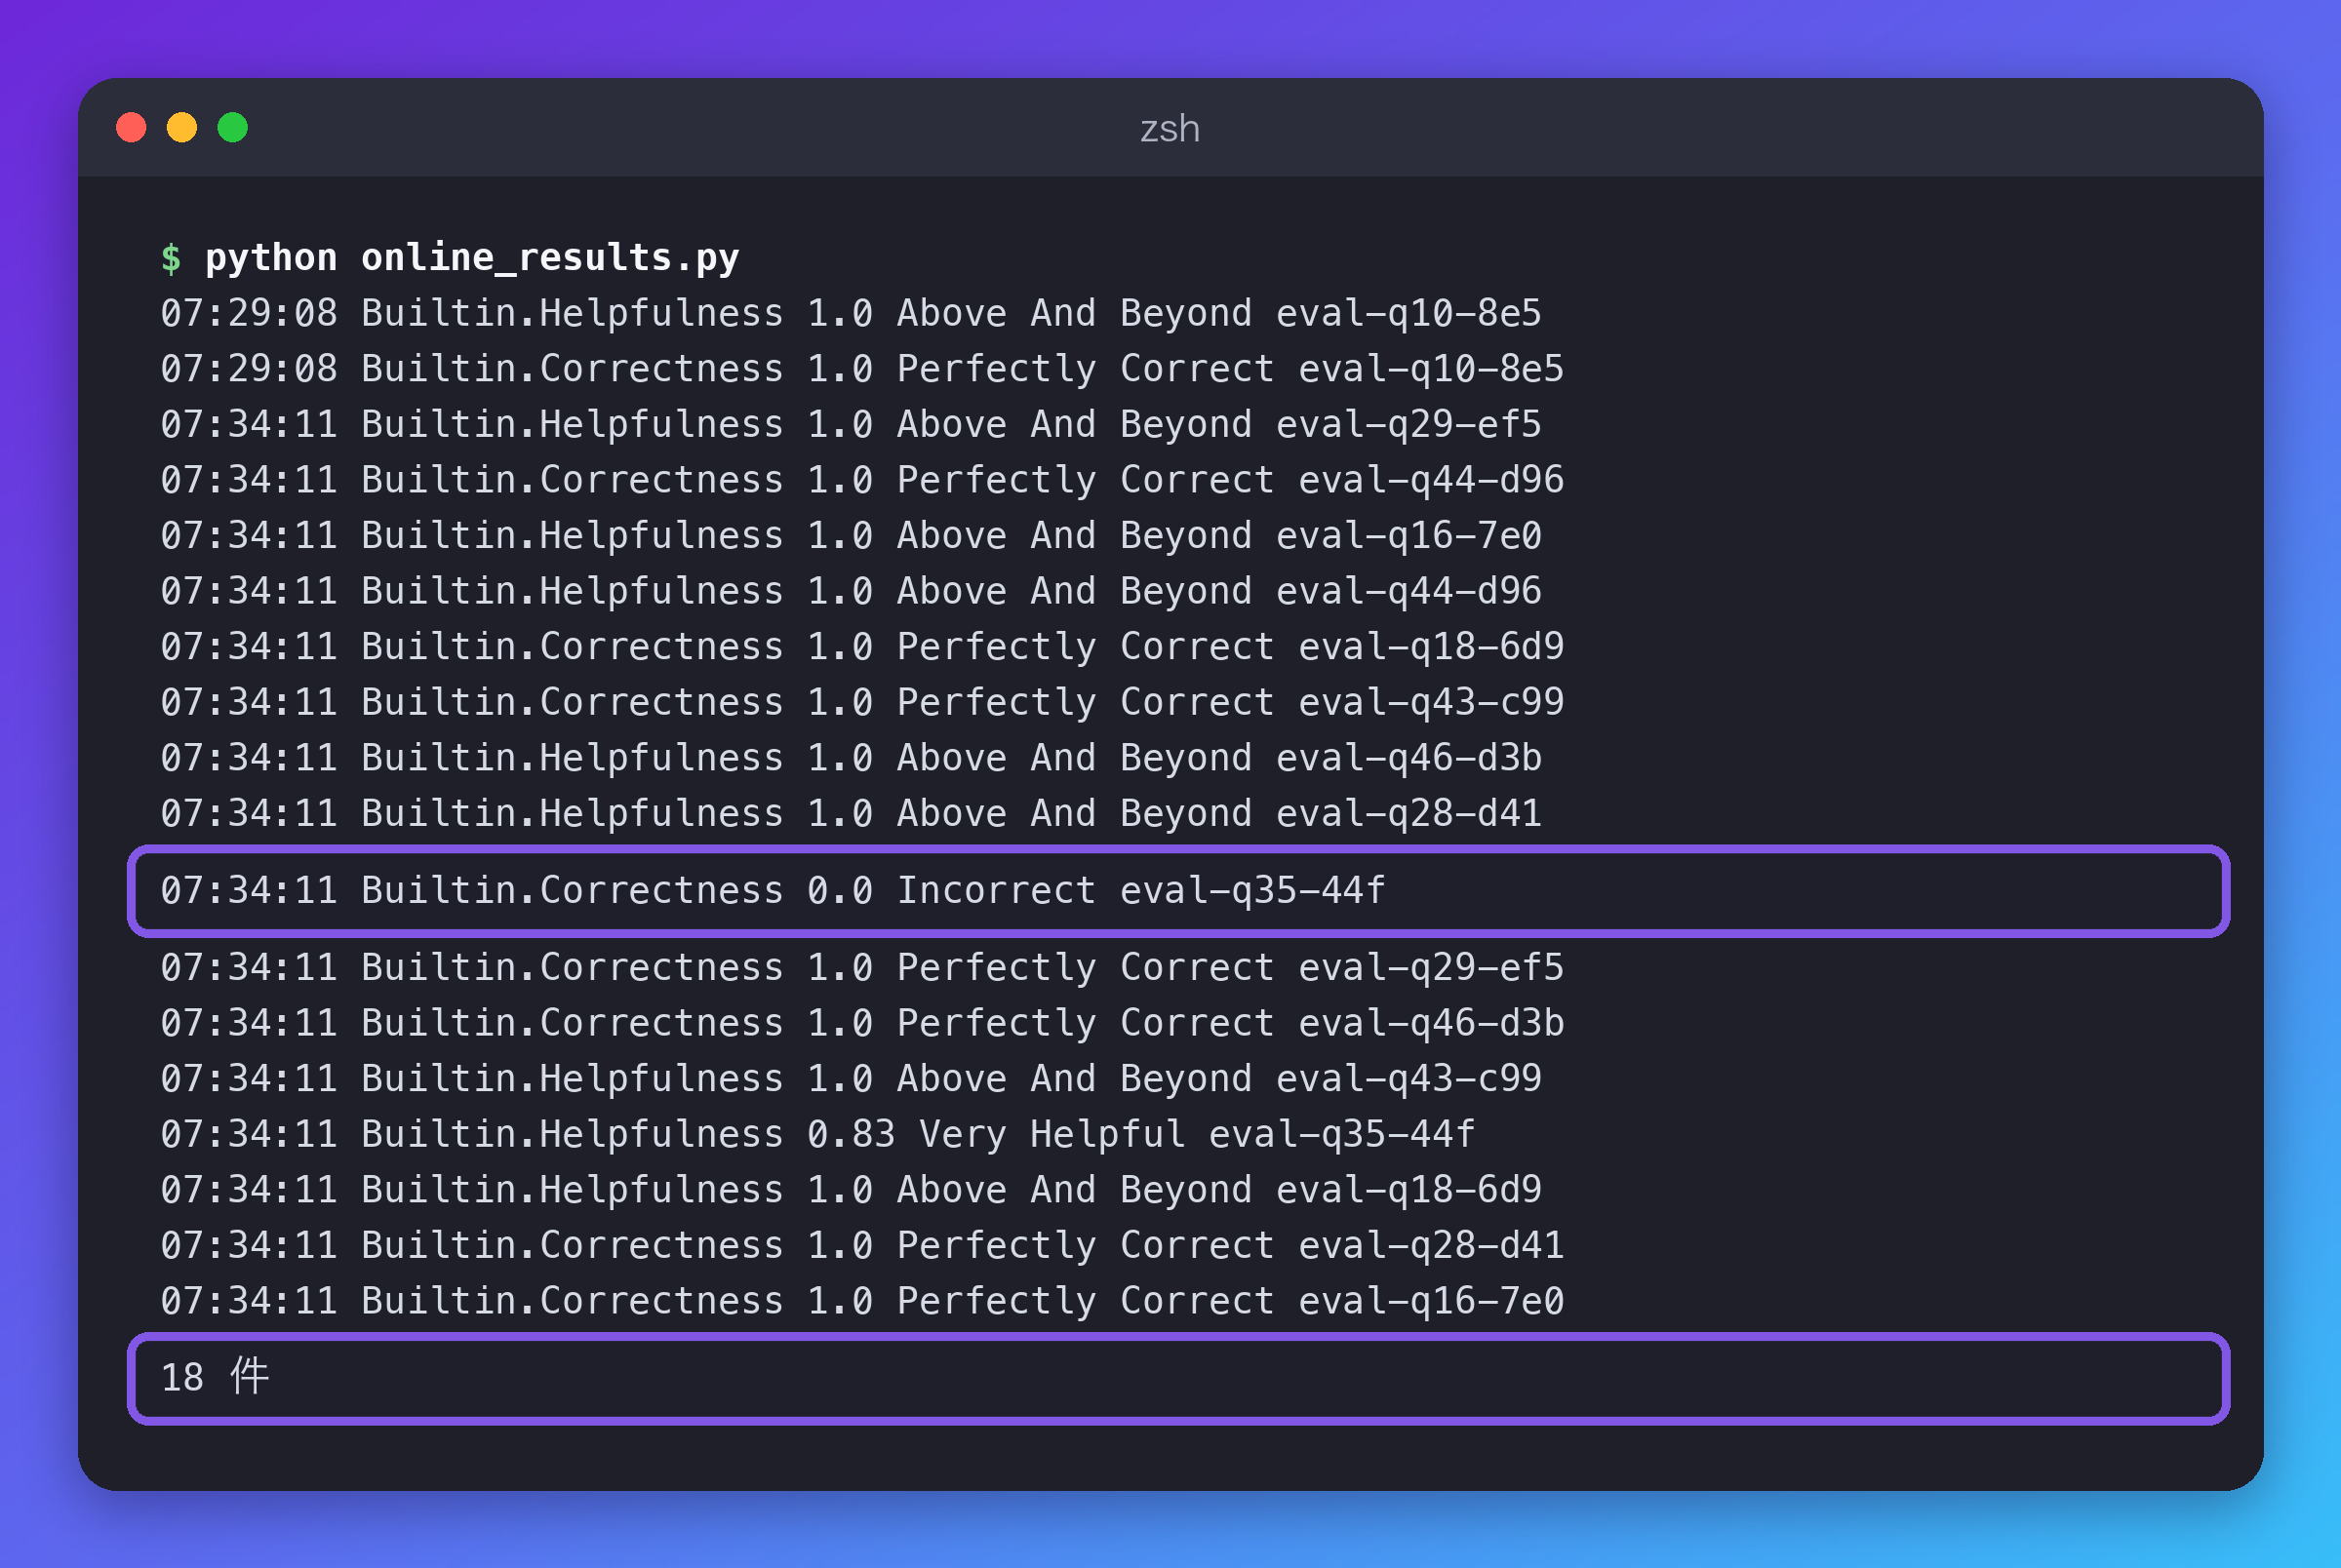 zsh
$ python online_results.py
07:29:08 Builtin.Helpfulness 1.0 Above And Beyond eval-q10-8e5
07:29:08 Builtin.Correctness 1.0 Perfectly Correct eval-q10-8e5
07:34:11 Builtin.Helpfulness 1.0 Above And Beyond eval-q29-ef5
07:34:11 Builtin.Correctness 1.0 Perfectly Correct eval-q44-d96
07:34:11 Builtin.Helpfulness 1.0 Above And Beyond eval-q16-7e0
07:34:11 Builtin.Helpfulness 1.0 Above And Beyond eval-q44-d96
07:34:11 Builtin.Correctness 1.0 Perfectly Correct eval-q18-6d9
07:34:11 Builtin.Correctness 1.0 Perfectly Correct eval-q43-c99
07:34:11 Builtin.Helpfulness 1.0 Above And Beyond eval-q46-d3b
07:34:11 Builtin.Helpfulness 1.0 Above And Beyond eval-q28-d41
07:34:11 Builtin.Correctness 0.0 Incorrect eval-q35-44f
07:34:11 Builtin.Correctness 1.0 Perfectly Correct eval-q29-ef5
07:34:11 Builtin.Correctness 1.0 Perfectly Correct eval-q46-d3b
07:34:11 Builtin.Helpfulness 1.0 Above And Beyond eval-q43-c99
07:34:11 Builtin.Helpfulness 0.83 Very Helpful eval-q35-44f
07:34:11 Builtin.Helpfulness 1.0 Above And Beyond eval-q18-6d9
07:34:11 Builtin.Correctness 1.0 Perfectly Correct eval-q28-d41
07:34:11 Builtin.Correctness 1.0 Perfectly Correct eval-q16-7e0
18 件